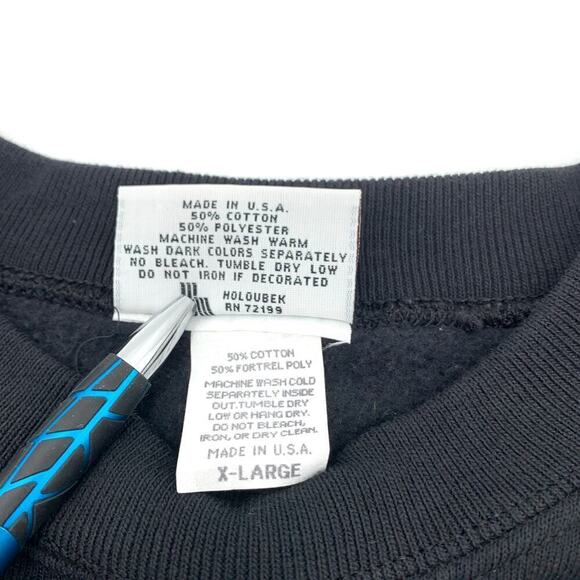 MADE IN U.S.A.
50% COTTON
50% POLYESTER
MACHINE WASH WARM
WASH DARK COLORS SEPARATELY
NO BLEACH. TUMBLE DRY LOW
DO NOT IRON IF DECORATED
HOLOUBEK
RN 72199
50% COTTON
50% FORTREL POLY
MACHINE WASH COLD
SEPARATELY INSIDE
OUT. TUMBLE DRY
LOW OR HANG DRY.
DO NOT BLEACH,
IRON, OR DRY CLEAN.
MADE IN U.S.A.
X-LARGE